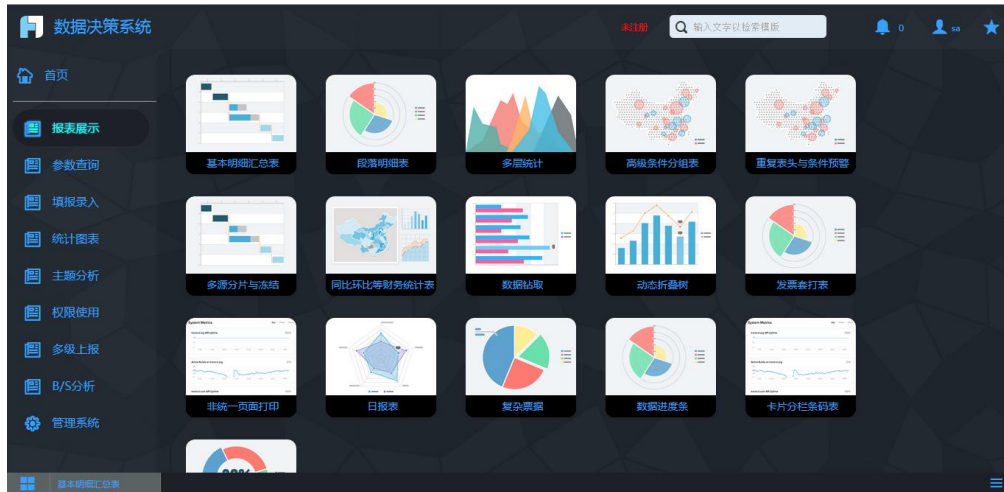 数据决策系统
未注册
输入文字以检索模版
0
sa
首页
报表展示
参数查询
填报录入
统计图表
主题分析
权限使用
多级上报
B/S分析
管理系统
基本明细汇总表
段落明细表
多层统计
高级条件分组表
重复表头与条件预警
多源分片与冻结
同比环比等财务统计表
数据钻取
动态折叠树
发票套打表
System Metrics
System Metrics
非统一页面打印
日报表
复杂票据
数据进度条
卡片分栏条码表
基本明细汇总表